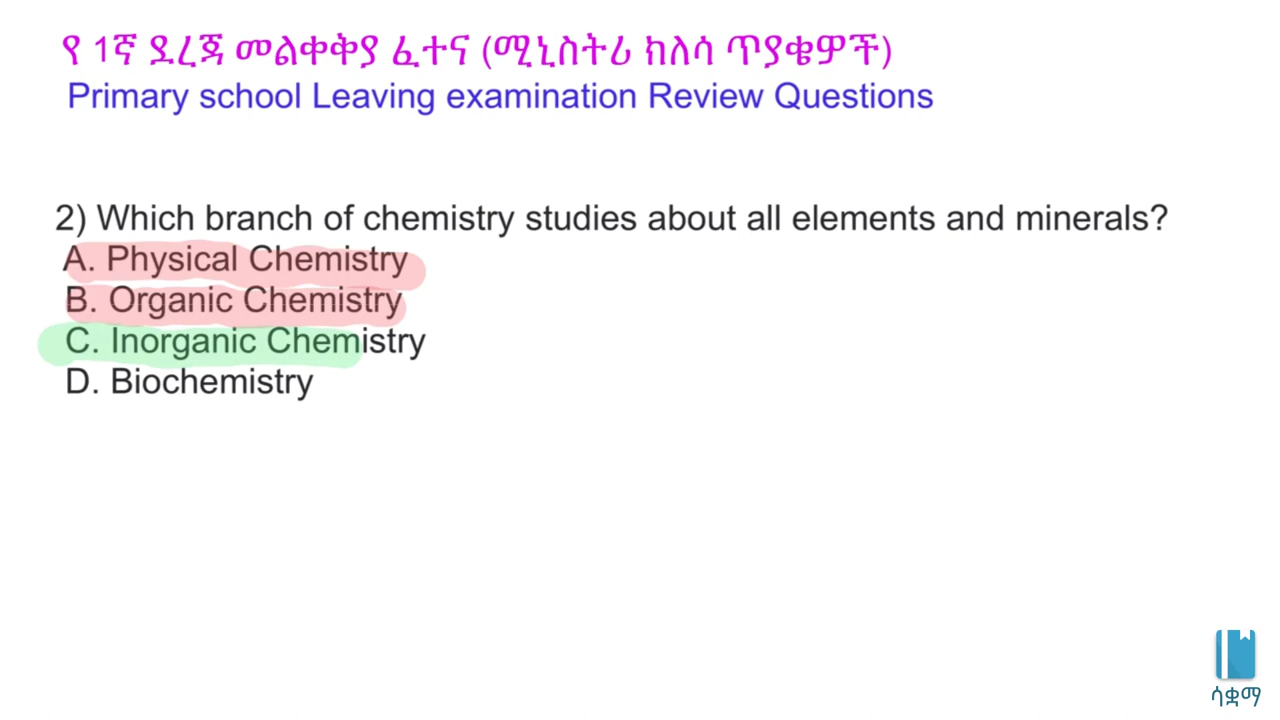 የ 1ኛ ደረጃ መልቀቅያ ፈተና (ሚኒስትሪ ክለሳ ጥያቄዎች)
Primary school Leaving examination Review Questions
2) Which branch of chemistry studies about all elements and minerals?
A. Physical Chemistry
B. Organic Chemistry
C. Inorganic Chemistry
D. Biochemistry
ሳቋማ